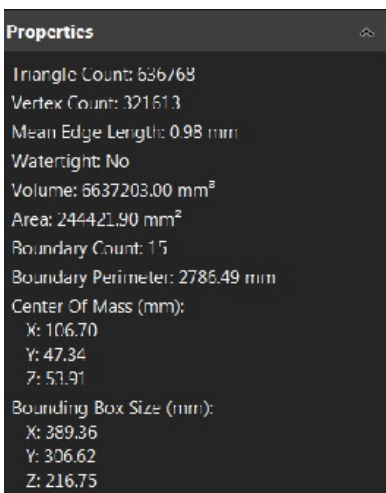 Properties
Triangle Count: 636768
Vertex Count: 321613
Mean Edge Length: 0.98 mm
Watertight: No
Volume: 6637203.00 mm³
Area: 244421.90 mm²
Boundary Count: 15
Boundary Perimeter: 2786.49 mm
Center Of Mass (mm):
X: 106.70
Y: 47.34
Z: 53.91
Bounding Box Size (mm):
X: 389.36
Y: 306.62
Z: 216.75